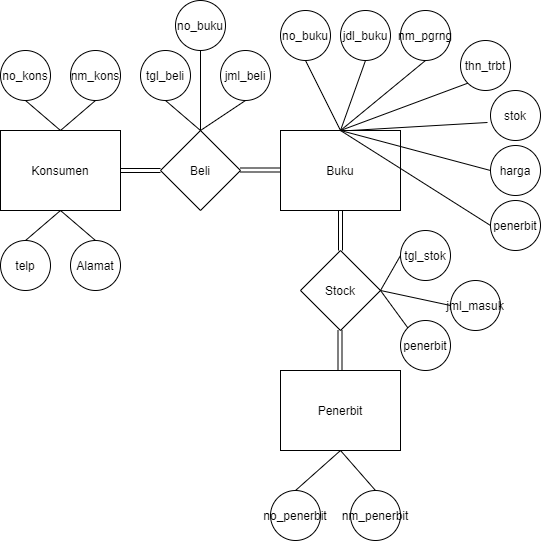 no_buku
no_buku
jdl_buku
nm_pgrng
no_kons
nm_kons
tgl_beli
jml_beli
thn_trbt
stok
Konsumen
Beli
Buku
harga
penerbit
telp
Alamat
tgl_stok
Stock
jml_masuk
penerbit
Penerbit
no_penerbit
nm_penerbit